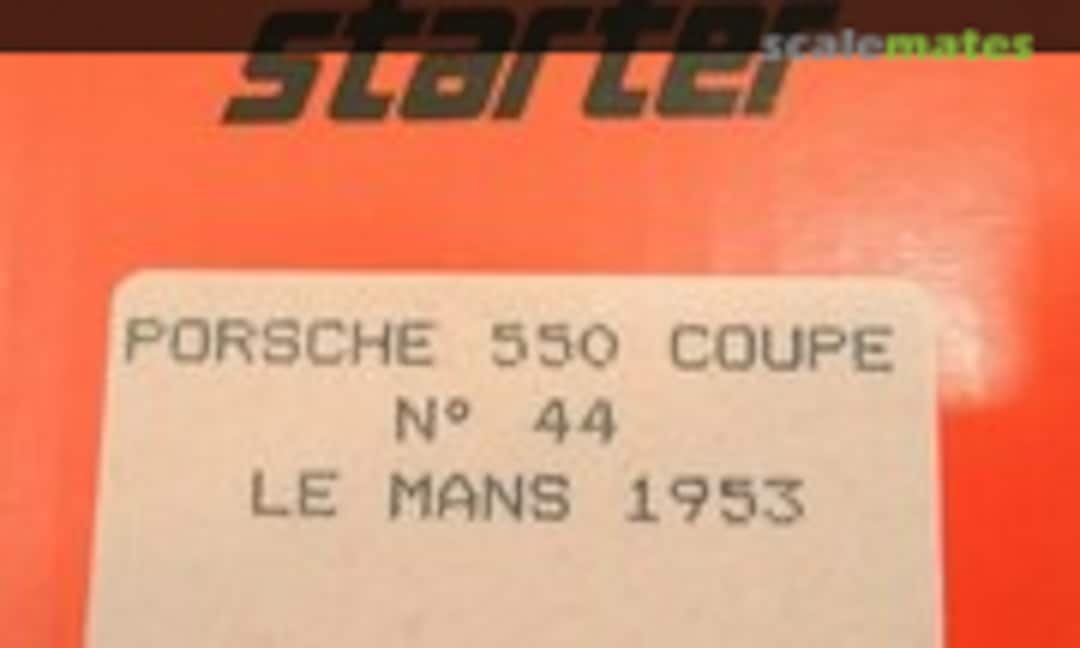 starter
scalemates
PORSCHE 550 COUPE
N° 44
LE MANS 1953